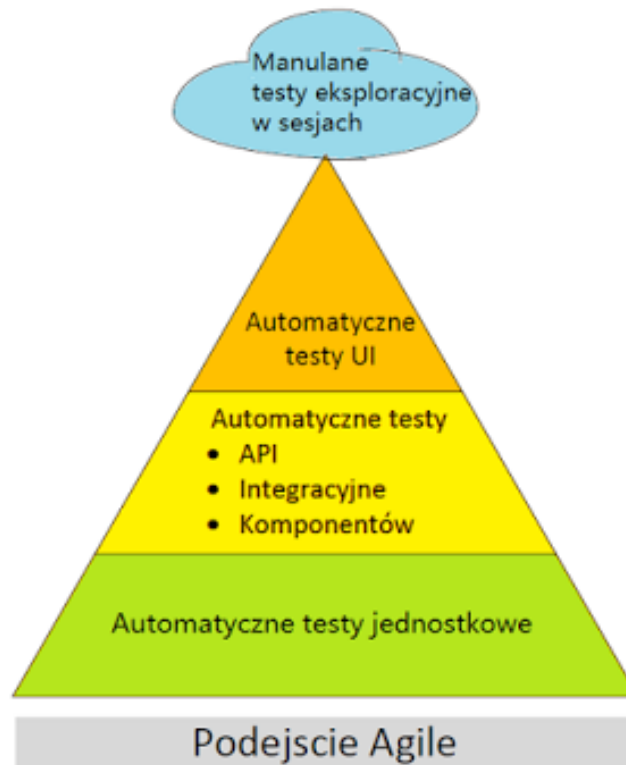 Manulane
testy eksploracyjne
w sesjach
Automatyczne
testy UI
Automatyczne testy
• API
• Integracyjne
• Komponentów
Automatyczne testy jednostkowe
Podejscie Agile